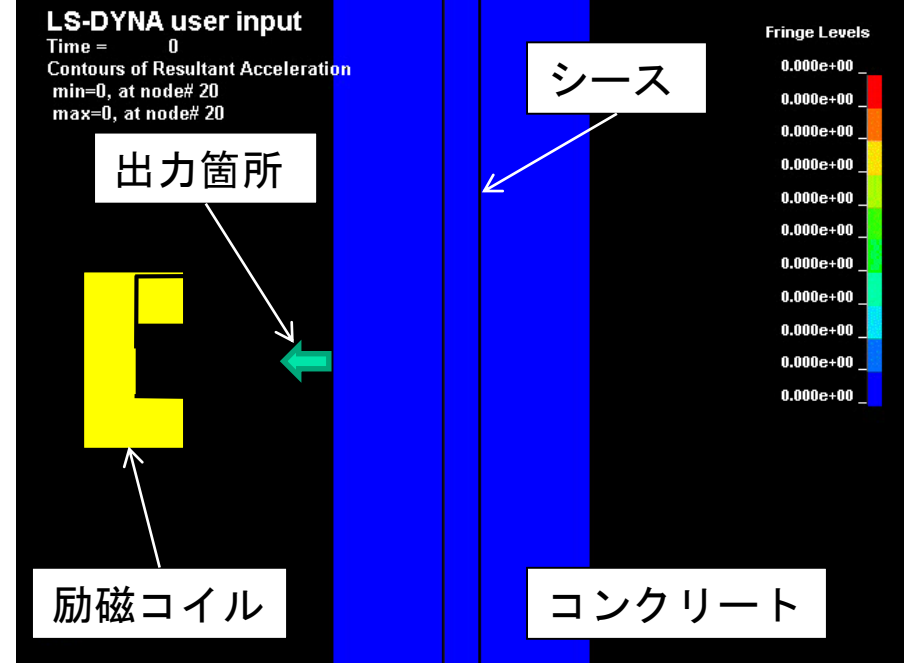 LS-DYNA user input
Time = 0
Contours of Resultant Acceleration
min=0, at node# 20
max=0, at node# 20
Fringe Levels
0.000e+00
0.000e+00
0.000e+00
0.000e+00
0.000e+00
0.000e+00
0.000e+00
0.000e+00
0.000e+00
0.000e+00
0.000e+00
シース
出力箇所
励磁コイル
コンクリート